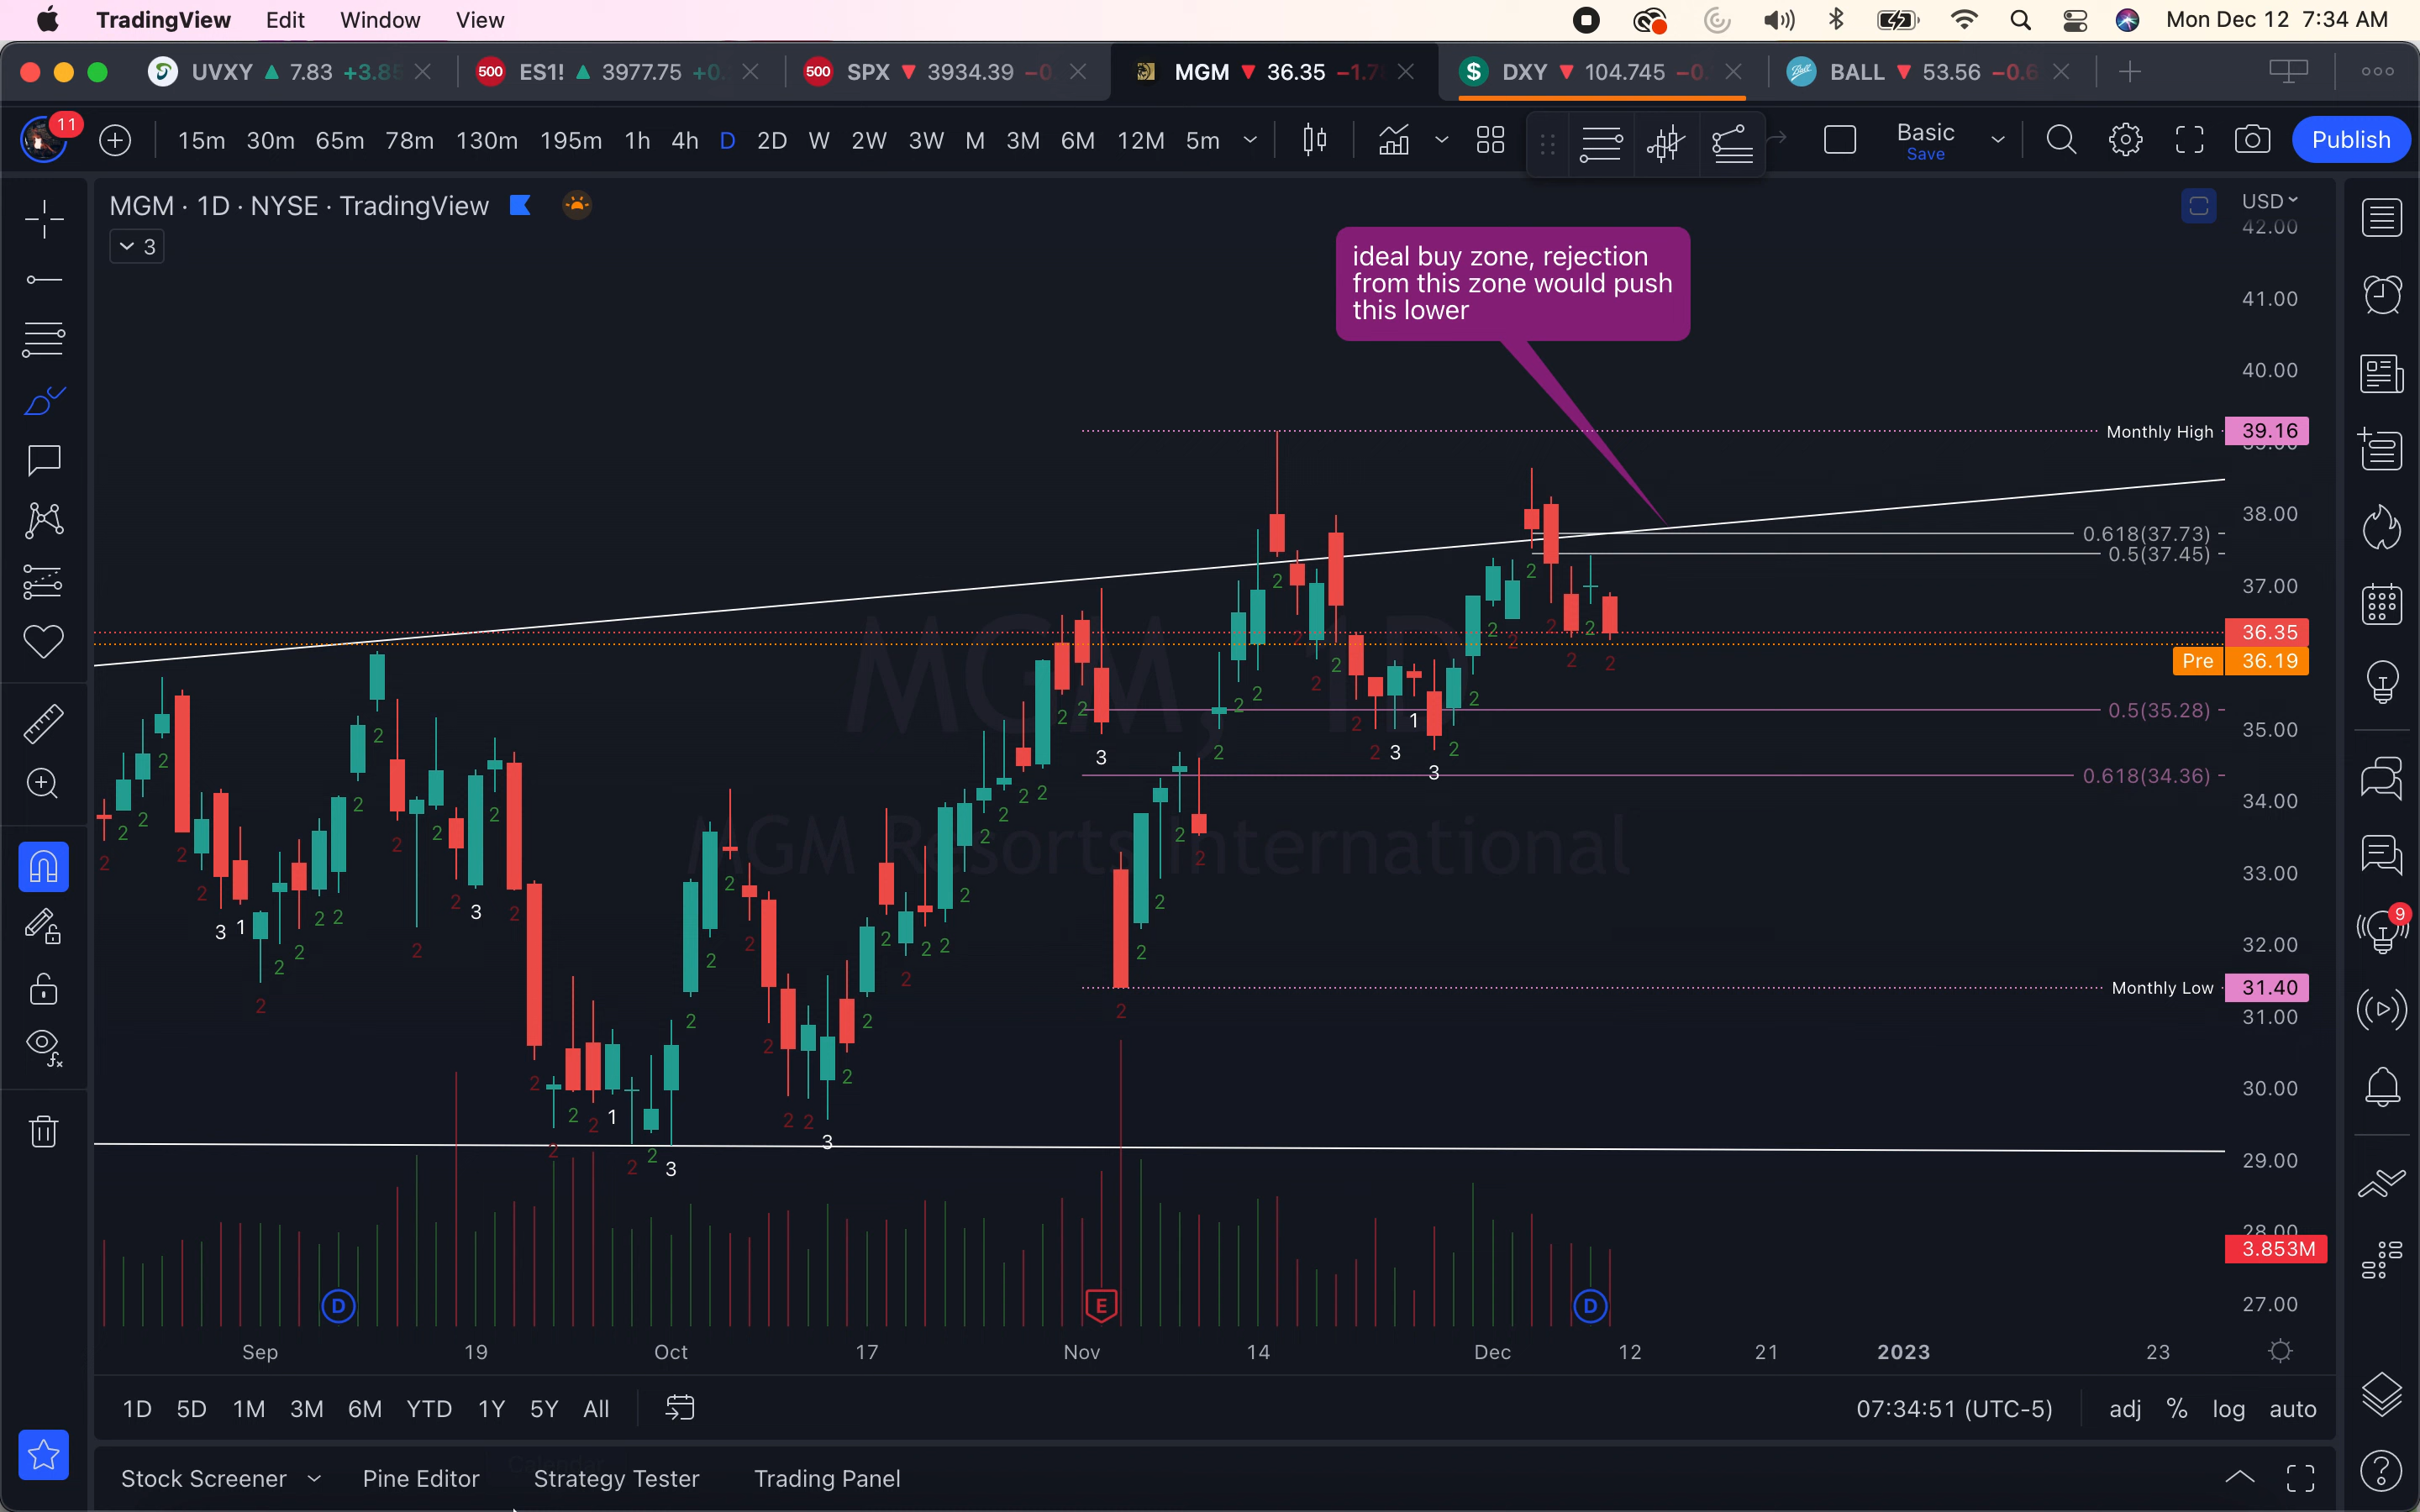 TradingView Edit Window View Mon Dec 12 7:34 AM
UVXY 7.83 ES1! 3977.75 SPX 3934.39 MGM 36.35 DXY 104.745 BALL 53.56
11 15m 30m 65m 78m 130m 195m 1h 4h D 2D W 2W 3W M 3M 6M 12M 5m Basic Save Publish
MGM · 1D · NYSE · TradingView USD
3
42.00
ideal buy zone, rejection
from this zone would push
this lower
41.00
40.00
Monthly High 39.16
38.00
0.618(37.73)
0.5(37.45)
37.00
36.35
Pre 36.19
0.5(35.28)
35.00
0.618(34.36)
34.00
33.00
32.00
Monthly Low 31.40
31.00
30.00
29.00
28.00
3.853M
27.00
MGM, 1D
MGM Resorts International
9
D E D
Sep 19 Oct 17 Nov 14 Dec 12 21 2023 23
1D 5D 1M 3M 6M YTD 1Y 5Y All 07:34:51 (UTC-5) adj % log auto
Stock Screener Pine Editor Strategy Tester Trading Panel